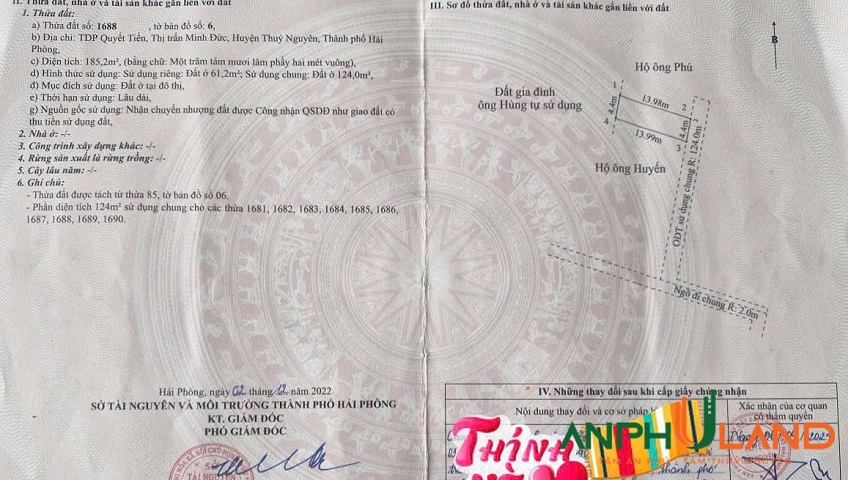 II. Thửa đất, nhà ở và tài sản khác gắn liền với đất
1. Thửa đất:
a) Thửa đất số: 1688 , tờ bản đồ số: 6,
b) Địa chỉ: TDP Quyết Tiến, Thị trấn Minh Đức, Huyện Thuỷ Nguyên, Thành phố Hải
Phòng,
c) Diện tích: 185,2m², (bằng chữ: Một trăm tám mươi lăm phẩy hai mét vuông),
d) Hình thức sử dụng: Sử dụng riêng: Đất ở 61,2m²; Sử dụng chung: Đất ở 124,0m²,
đ) Mục đích sử dụng: Đất ở tại đô thị,
e) Thời hạn sử dụng: Lâu dài,
g) Nguồn gốc sử dụng: Nhận chuyển nhượng đất được Công nhận QSDĐ như giao đất có
thu tiền sử dụng đất,
2. Nhà ở: -/-
3. Công trình xây dựng khác: -/-
4. Rừng sản xuất là rừng trồng: -/-
5. Cây lâu năm: -/-
6. Ghi chú:
- Thửa đất được tách từ thửa 85, tờ bản đồ số 06.
- Phần diện tích 124m² sử dụng chung cho các thửa 1681, 1682, 1683, 1684, 1685, 1686,
1687, 1688, 1689, 1690.
Hải Phòng, ngày 02 tháng 12 năm 2022
SỞ TÀI NGUYÊN VÀ MÔI TRƯỜNG THÀNH PHỐ HẢI PHÒNG
KT. GIÁM ĐỐC
PHÓ GIÁM ĐỐC
SỞ
TÀI NGUYÊN
III. Sơ đồ thửa đất, nhà ở và tài sản khác gắn liền với đất
B
Hộ ông Phú
Đất gia đình
ông Hùng tự sử dụng
1
13.98m
2
4.4m
4.4m
4
13.99m
3
Hộ ông Huyến
ODT sử dụng chung R: 124,0m²
Ngõ đi chung R: 2.0m
IV. Những thay đổi sau khi cấp giấy chứng nhận
Nội dung thay đổi và cơ sở pháp
Xác nhận của cơ quan
có thẩm quyền
THÀNH
ANPHULAND
thành phố